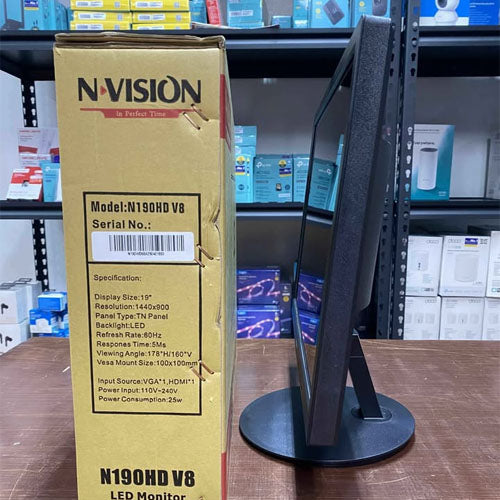 N·VISION
In Perfect Time
Model:N190HD V8
Serial No.:
Specification:
Display Size:19"
Resolution:1440x900
Panel Type:TN Panel
Backlight:LED
Refresh Rate:60Hz
Respones Time:5Ms
Viewing Angle:178°H/160°V
Vesa Mount Size:100x100mm
Input Source:VGA*1,HDMI*1
Power Input:110V~240V
Power Consumption:25w
N190HD V8
LED Monitor